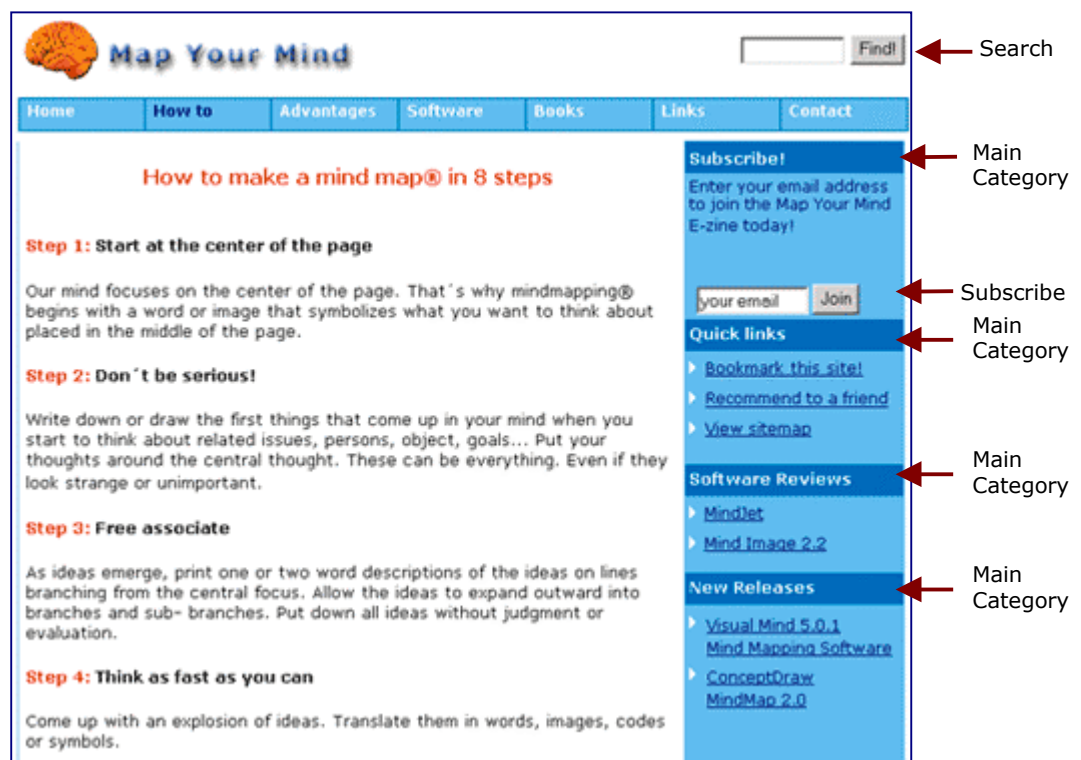 Map Your Mind
Find!
Search
Home How to Advantages Software Books Links Contact
How to make a mind map® in 8 steps
Step 1: Start at the center of the page
Our mind focuses on the center of the page. That´s why mindmapping®
begins with a word or image that symbolizes what you want to think about
placed in the middle of the page.
Step 2: Don´t be serious!
Write down or draw the first things that come up in your mind when you
start to think about related issues, persons, object, goals... Put your
thoughts around the central thought. These can be everything. Even if they
look strange or unimportant.
Step 3: Free associate
As ideas emerge, print one or two word descriptions of the ideas on lines
branching from the central focus. Allow the ideas to expand outward into
branches and sub- branches. Put down all ideas without judgment or
evaluation.
Step 4: Think as fast as you can
Come up with an explosion of ideas. Translate them in words, images, codes
or symbols.
Subscribe!
Enter your email address
to join the Map Your Mind
E-zine today!
your email Join
Quick links
Bookmark this site!
Recommend to a friend
View sitemap
Software Reviews
MindJet
Mind Image 2.2
New Releases
Visual Mind 5.0.1
Mind Mapping Software
ConceptDraw
MindMap 2.0
Main
Category
Subscribe
Main
Category
Main
Category
Main
Category